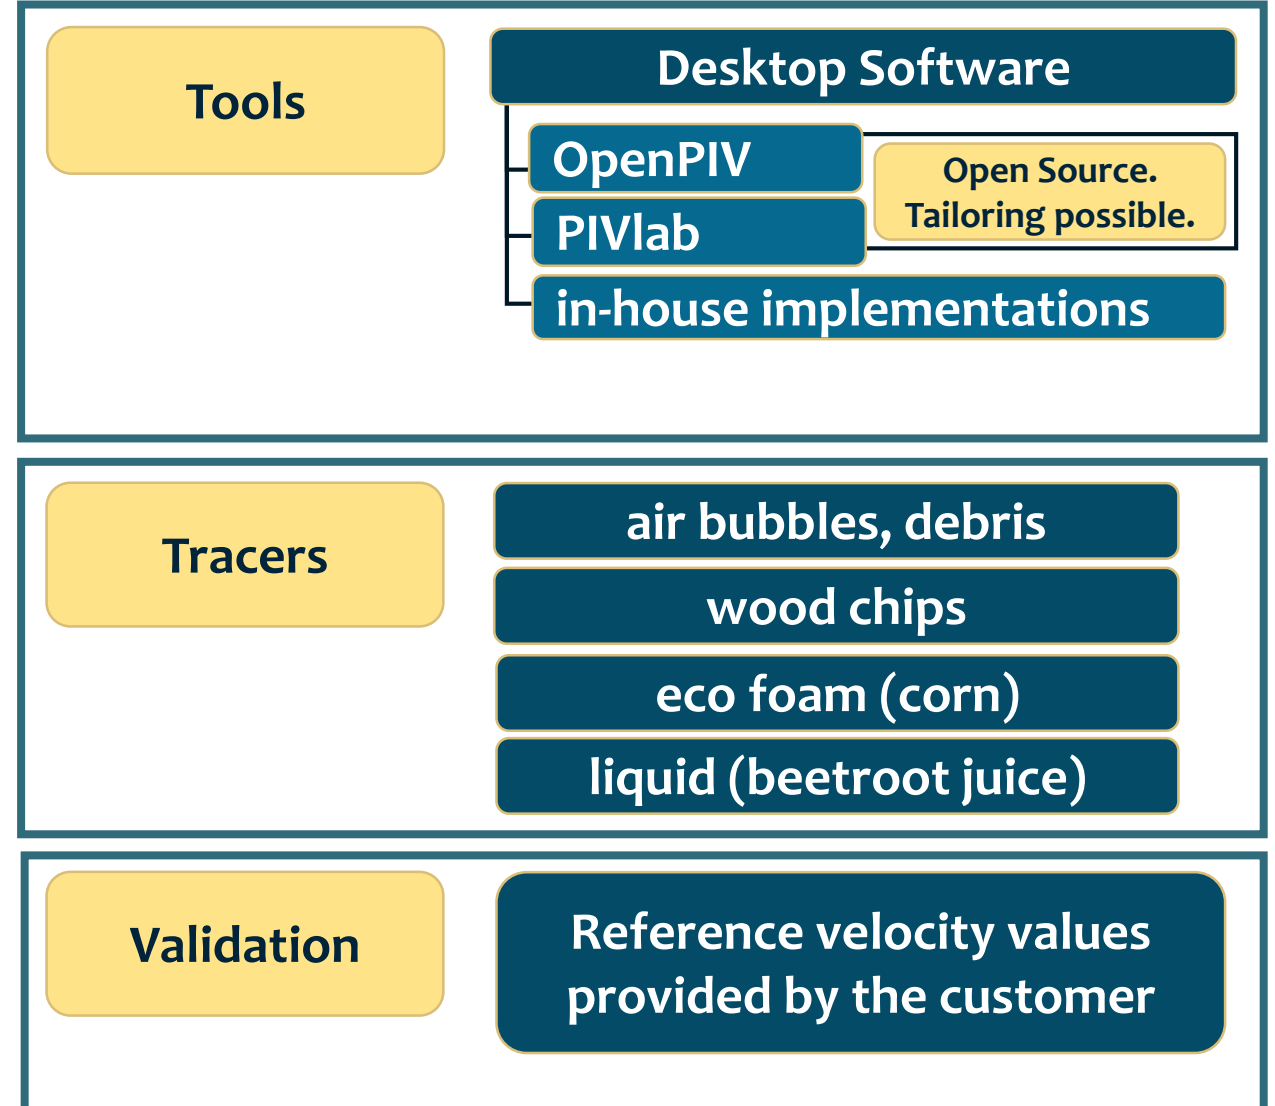 Tools
Desktop Software
OpenPIV
PIVlab
Open Source.
Tailoring possible.
in-house implementations
Tracers
air bubbles, debris
wood chips
eco foam (corn)
liquid (beetroot juice)
Validation
Reference velocity values
provided by the customer